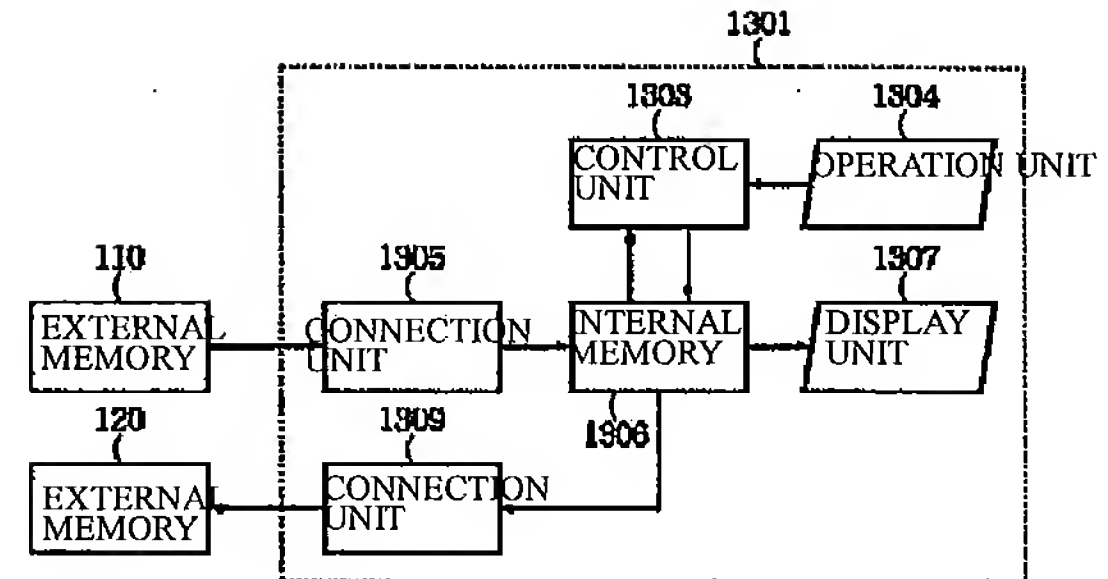 1301
1303
1304
CONTROL
UNIT
OPERATION UNIT
110
1305
1307
EXTERNAL
MEMORY
CONNECTION
UNIT
INTERNAL
MEMORY
DISPLAY
UNIT
120
1309
1306
EXTERNAL
MEMORY
CONNECTION
UNIT